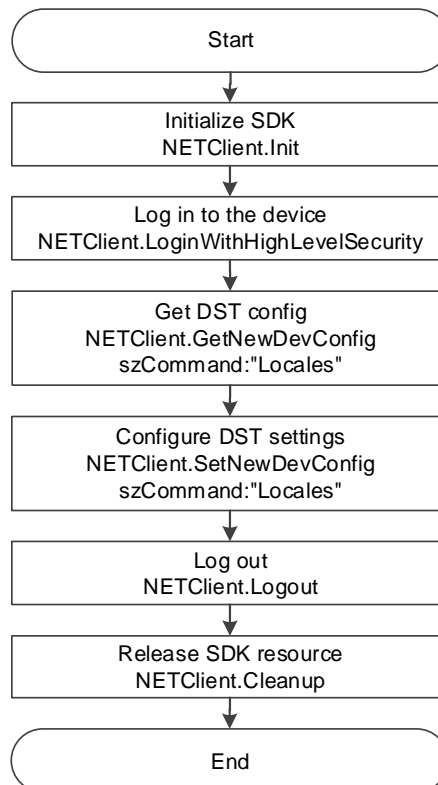 Start
Initialize SDK
NETClient.Init
Log in to the device
NETClient.LoginWithHighLevelSecurity
Get DST config
NETClient.GetNewDevConfig
szCommand:"Locales"
Configure DST settings
NETClient.SetNewDevConfig
szCommand:"Locales"
Log out
NETClient.Logout
Release SDK resource
NETClient.Cleanup
End